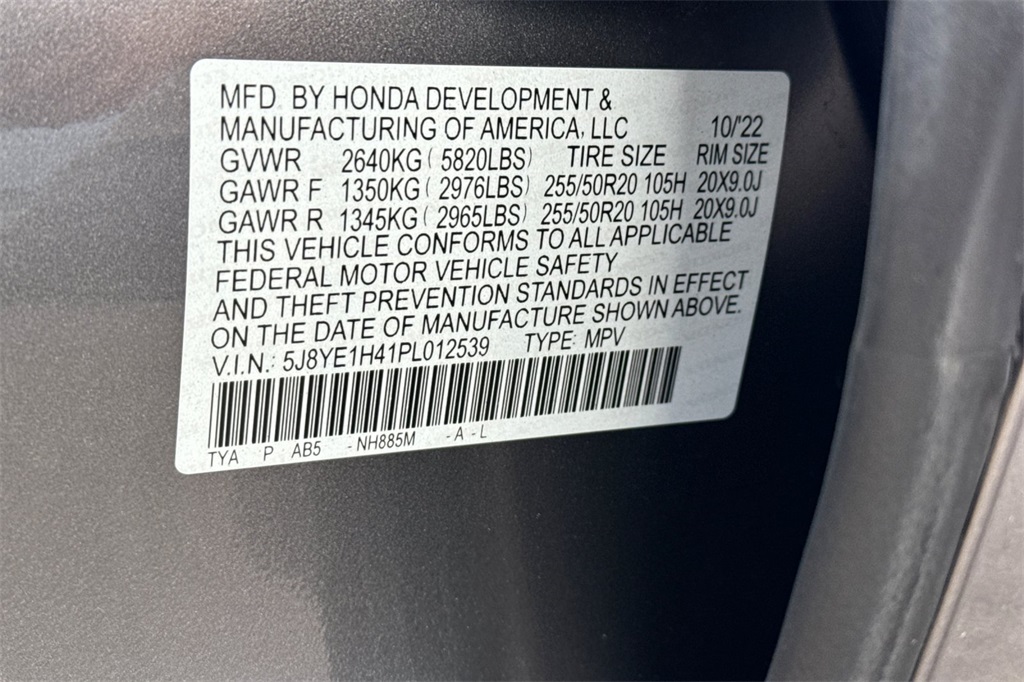 MFD. BY HONDA DEVELOPMENT &
MANUFACTURING OF AMERICA, LLC 10/'22
GVWR 2640KG ( 5820LBS) TIRE SIZE RIM SIZE
GAWR F 1350KG ( 2976LBS) 255/50R20 105H 20X9.0J
GAWR R 1345KG ( 2965LBS) 255/50R20 105H 20X9.0J
THIS VEHICLE CONFORMS TO ALL APPLICABLE
FEDERAL MOTOR VEHICLE SAFETY
AND THEFT PREVENTION STANDARDS IN EFFECT
ON THE DATE OF MANUFACTURE SHOWN ABOVE.
V.I.N.: 5J8YE1H41PL012539 TYPE: MPV
TYA P AB5 - NH885M - A - L